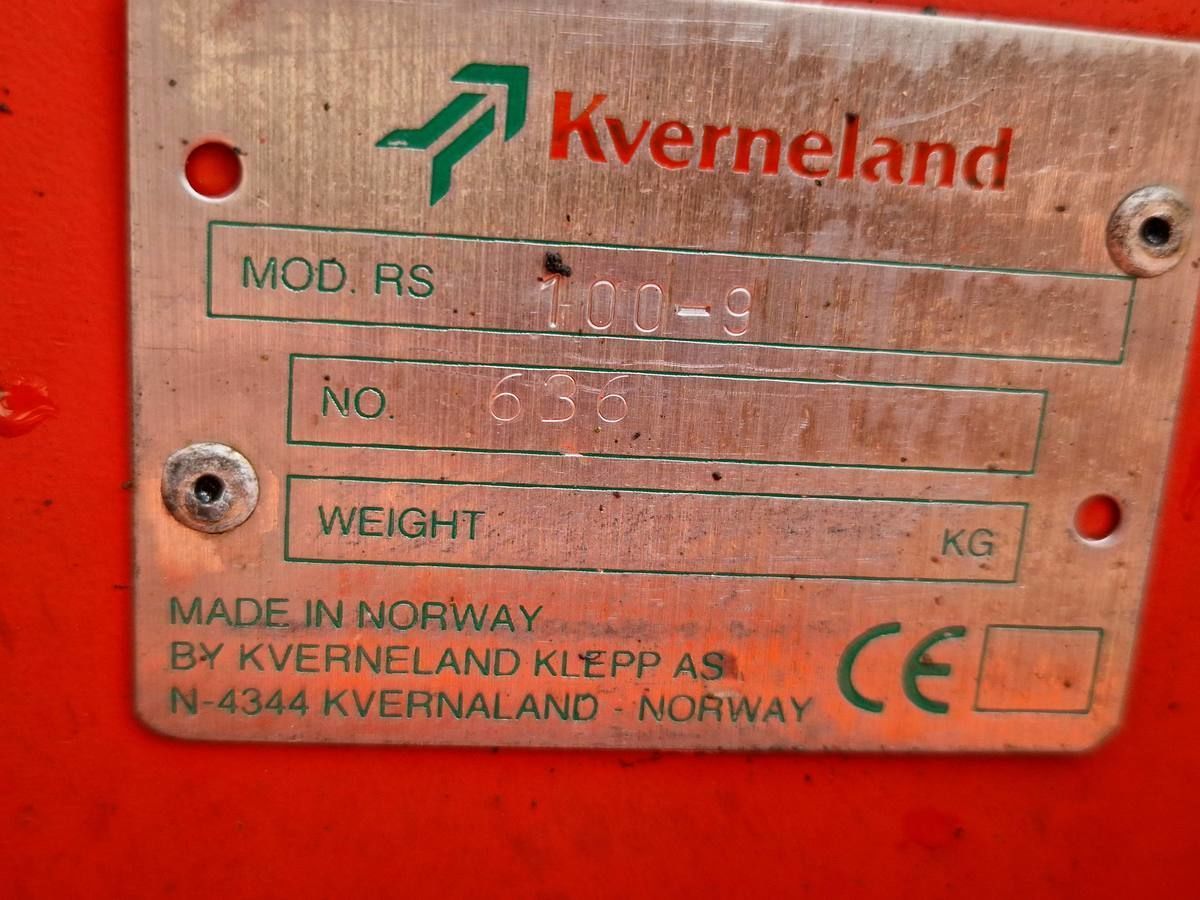 Kverneland
MOD. RS 100-9
NO. 636
WEIGHT KG
MADE IN NORWAY
BY KVERNELAND KLEPP AS
N-4344 KVERNALAND - NORWAY
CE